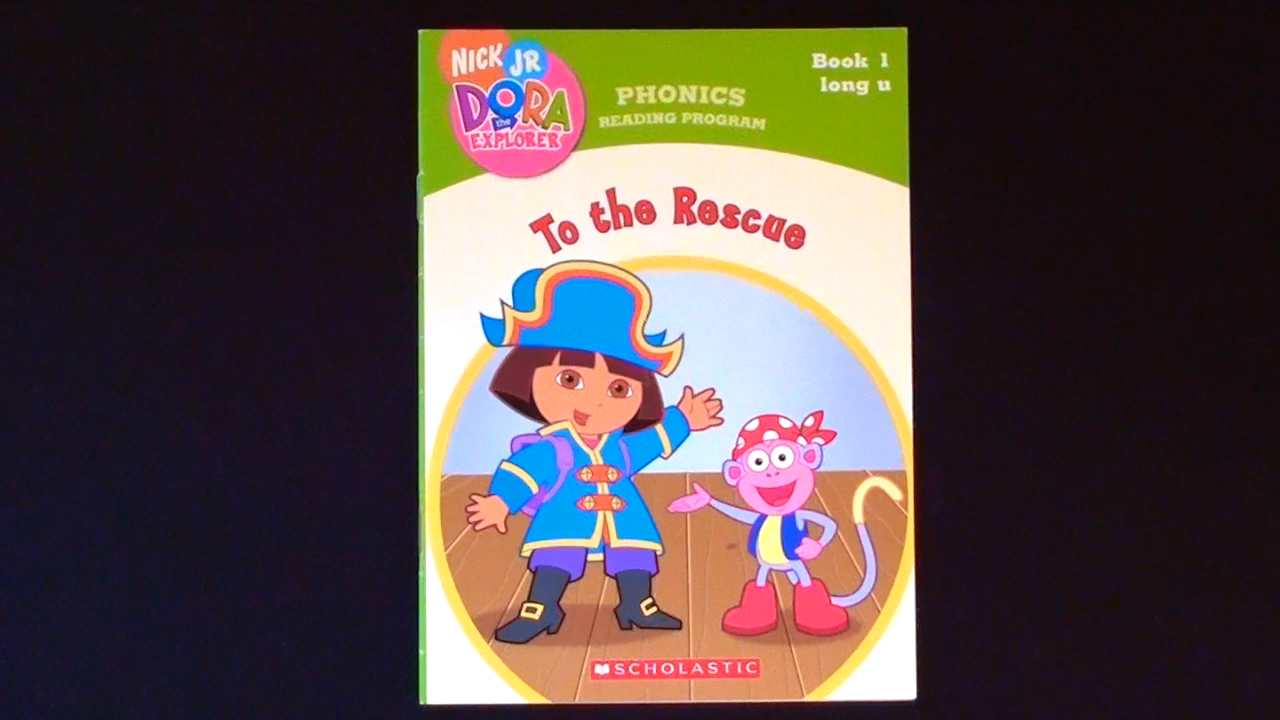 NICK JR
DORA
the
EXPLORER
PHONICS
READING PROGRAM
Book 1
long u
To the Rescue
SCHOLASTIC